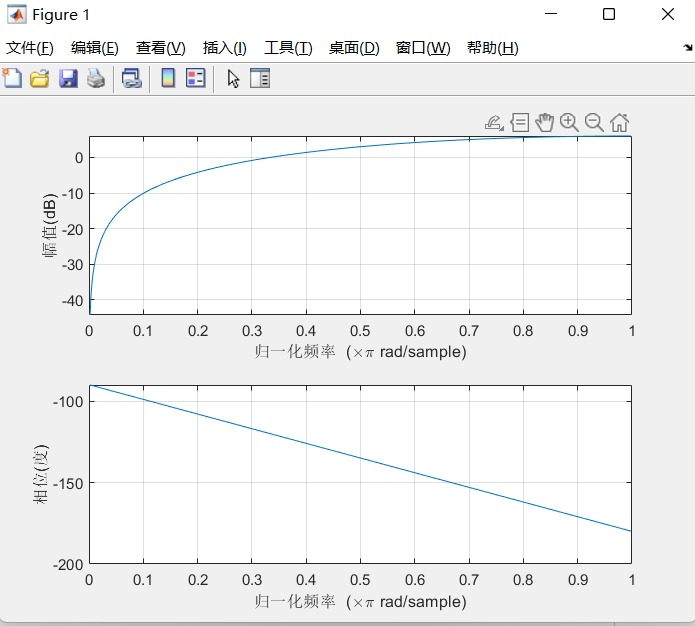 Figure 1
文件(F) 编辑(E) 查看(V) 插入(I) 工具(T) 桌面(D) 窗口(W) 帮助(H)
0
-10
-20
-30
-40
幅值(dB)
0 0.1 0.2 0.3 0.4 0.5 0.6 0.7 0.8 0.9 1
归一化频率 (×π rad/sample)
-100
-150
-200
相位(度)
0 0.1 0.2 0.3 0.4 0.5 0.6 0.7 0.8 0.9 1
归一化频率 (×π rad/sample)